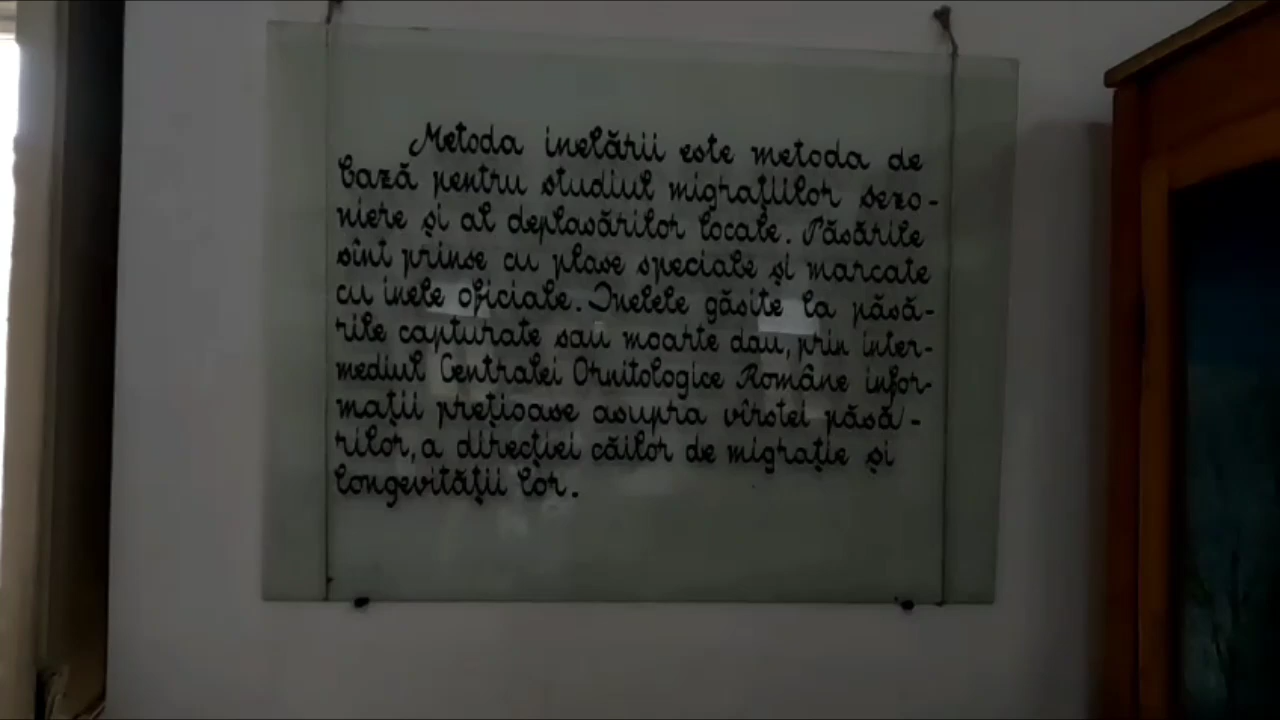 Metoda inelării este metoda de
bază pentru studiul migrațiilor sezo-
niere și al deplasărilor locale. Păsările
sînt prinse cu plase speciale și marcate
cu inele oficiale. Inelele găsite la păsă-
rile capturate sau moarte dau, prin inter-
mediul Centralei Ornitologice Române infor-
mații prețioase asupra vîrstei păsă-
rilor, a direcției căilor de migrație și
longevității lor.